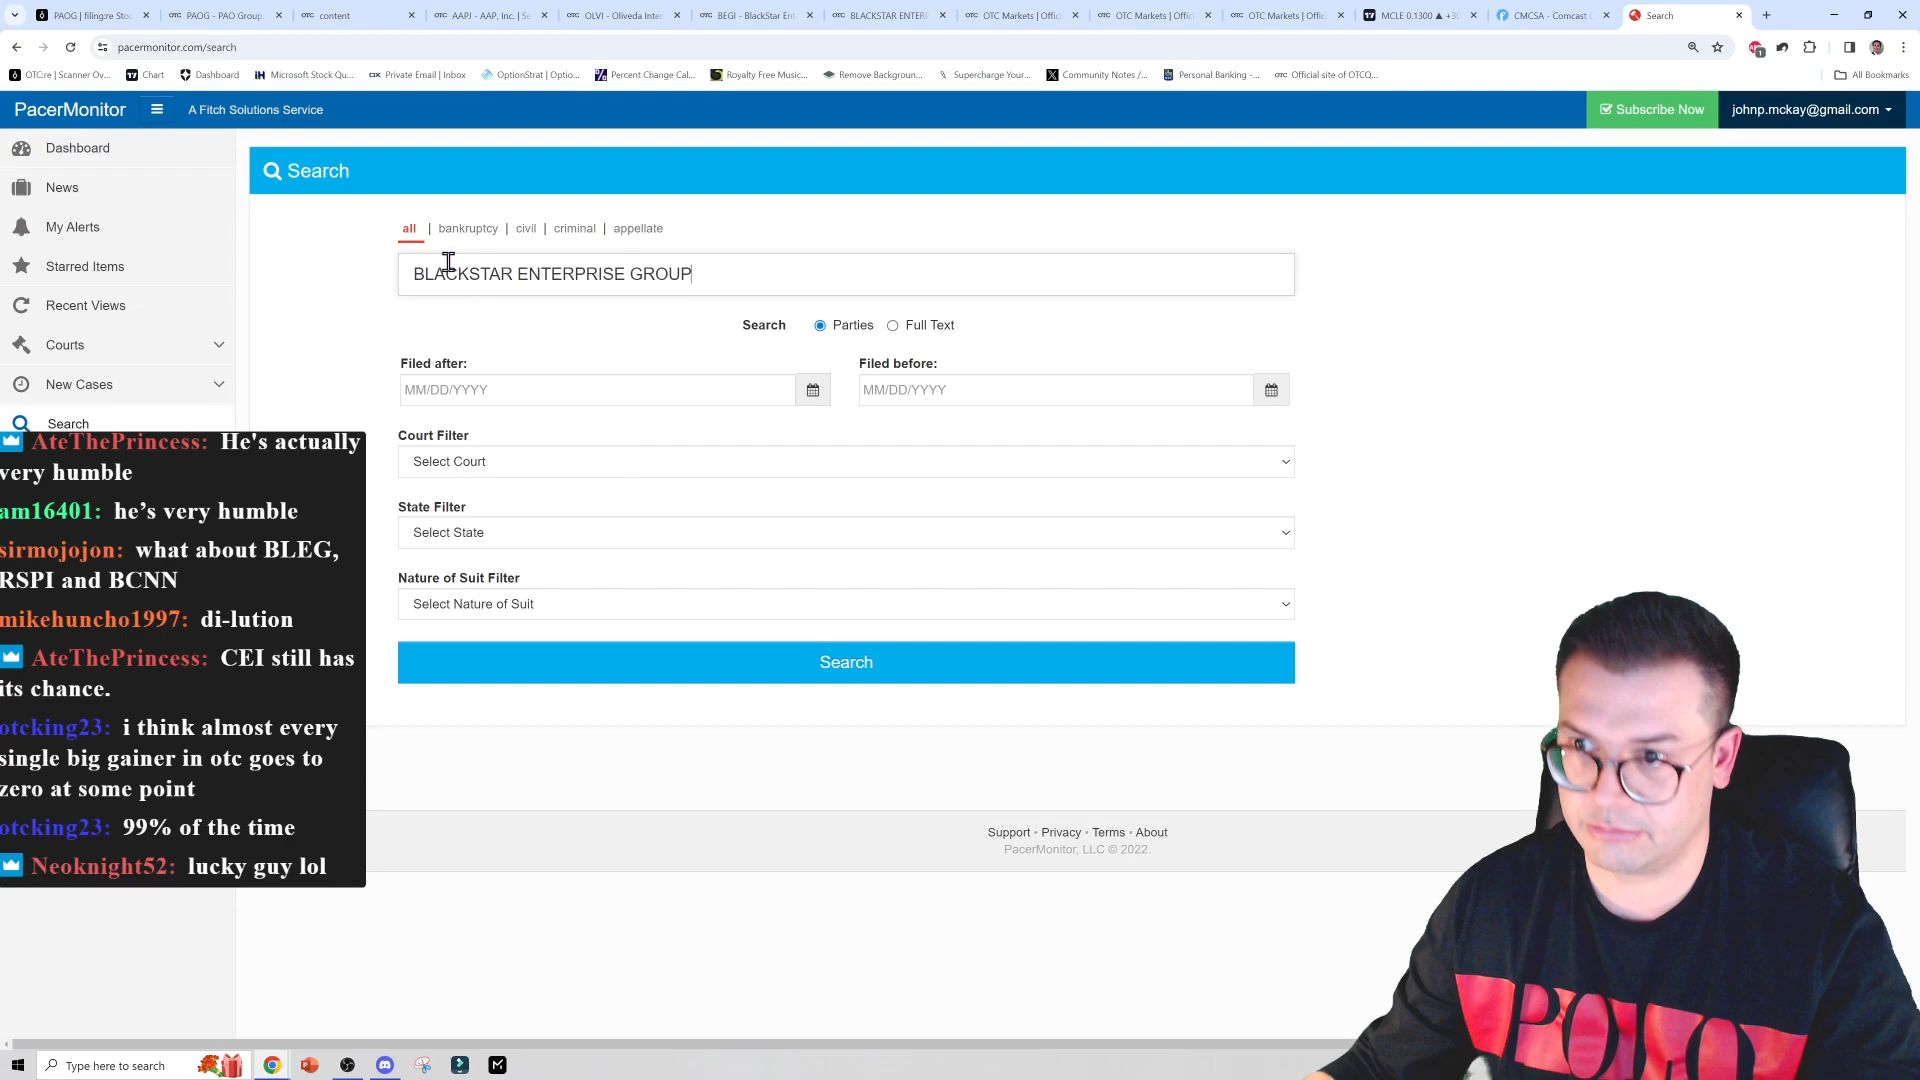 PAOG | filing:re Stoc
PAOG - PAO Group,
content
AAPJ - AAP, Inc. | Se
OLVI - Oliveda Inter
BEGI - BlackStar Ent
BLACKSTAR ENTERP
OTC Markets | Offici
OTC Markets | Offici
OTC Markets | Offici
MCLE 0.1300 ▲ +30
CMCSA - Comcast C
Search
pacermonitor.com/search
OTC:re | Scanner Ov...
Chart
Dashboard
Microsoft Stock Qu...
Private Email | Inbox
OptionStrat | Optio...
Percent Change Cal...
Royalty Free Music...
Remove Backgroun...
Supercharge Your...
Community Notes /...
Personal Banking -...
Official site of OTCQ...
All Bookmarks
PacerMonitor
A Fitch Solutions Service
Subscribe Now
johnp.mckay@gmail.com
Dashboard
News
My Alerts
Starred Items
Recent Views
Courts
New Cases
Search
Search
all | bankruptcy | civil | criminal | appellate
BLACKSTAR ENTERPRISE GROUP
Search Parties Full Text
Filed after: Filed before:
MM/DD/YYYY MM/DD/YYYY
Court Filter
Select Court
State Filter
Select State
Nature of Suit Filter
Select Nature of Suit
Search
Support • Privacy • Terms • About
PacerMonitor, LLC © 2022.
AteThePrincess: He's actually
very humble
am16401: he's very humble
sirmojojon: what about BLEG,
RSPI and BCNN
mikehuncho1997: di-lution
AteThePrincess: CEI still has
its chance.
otcking23: i think almost every
single big gainer in otc goes to
zero at some point
otcking23: 99% of the time
Neoknight52: lucky guy lol
POLO
Type here to search